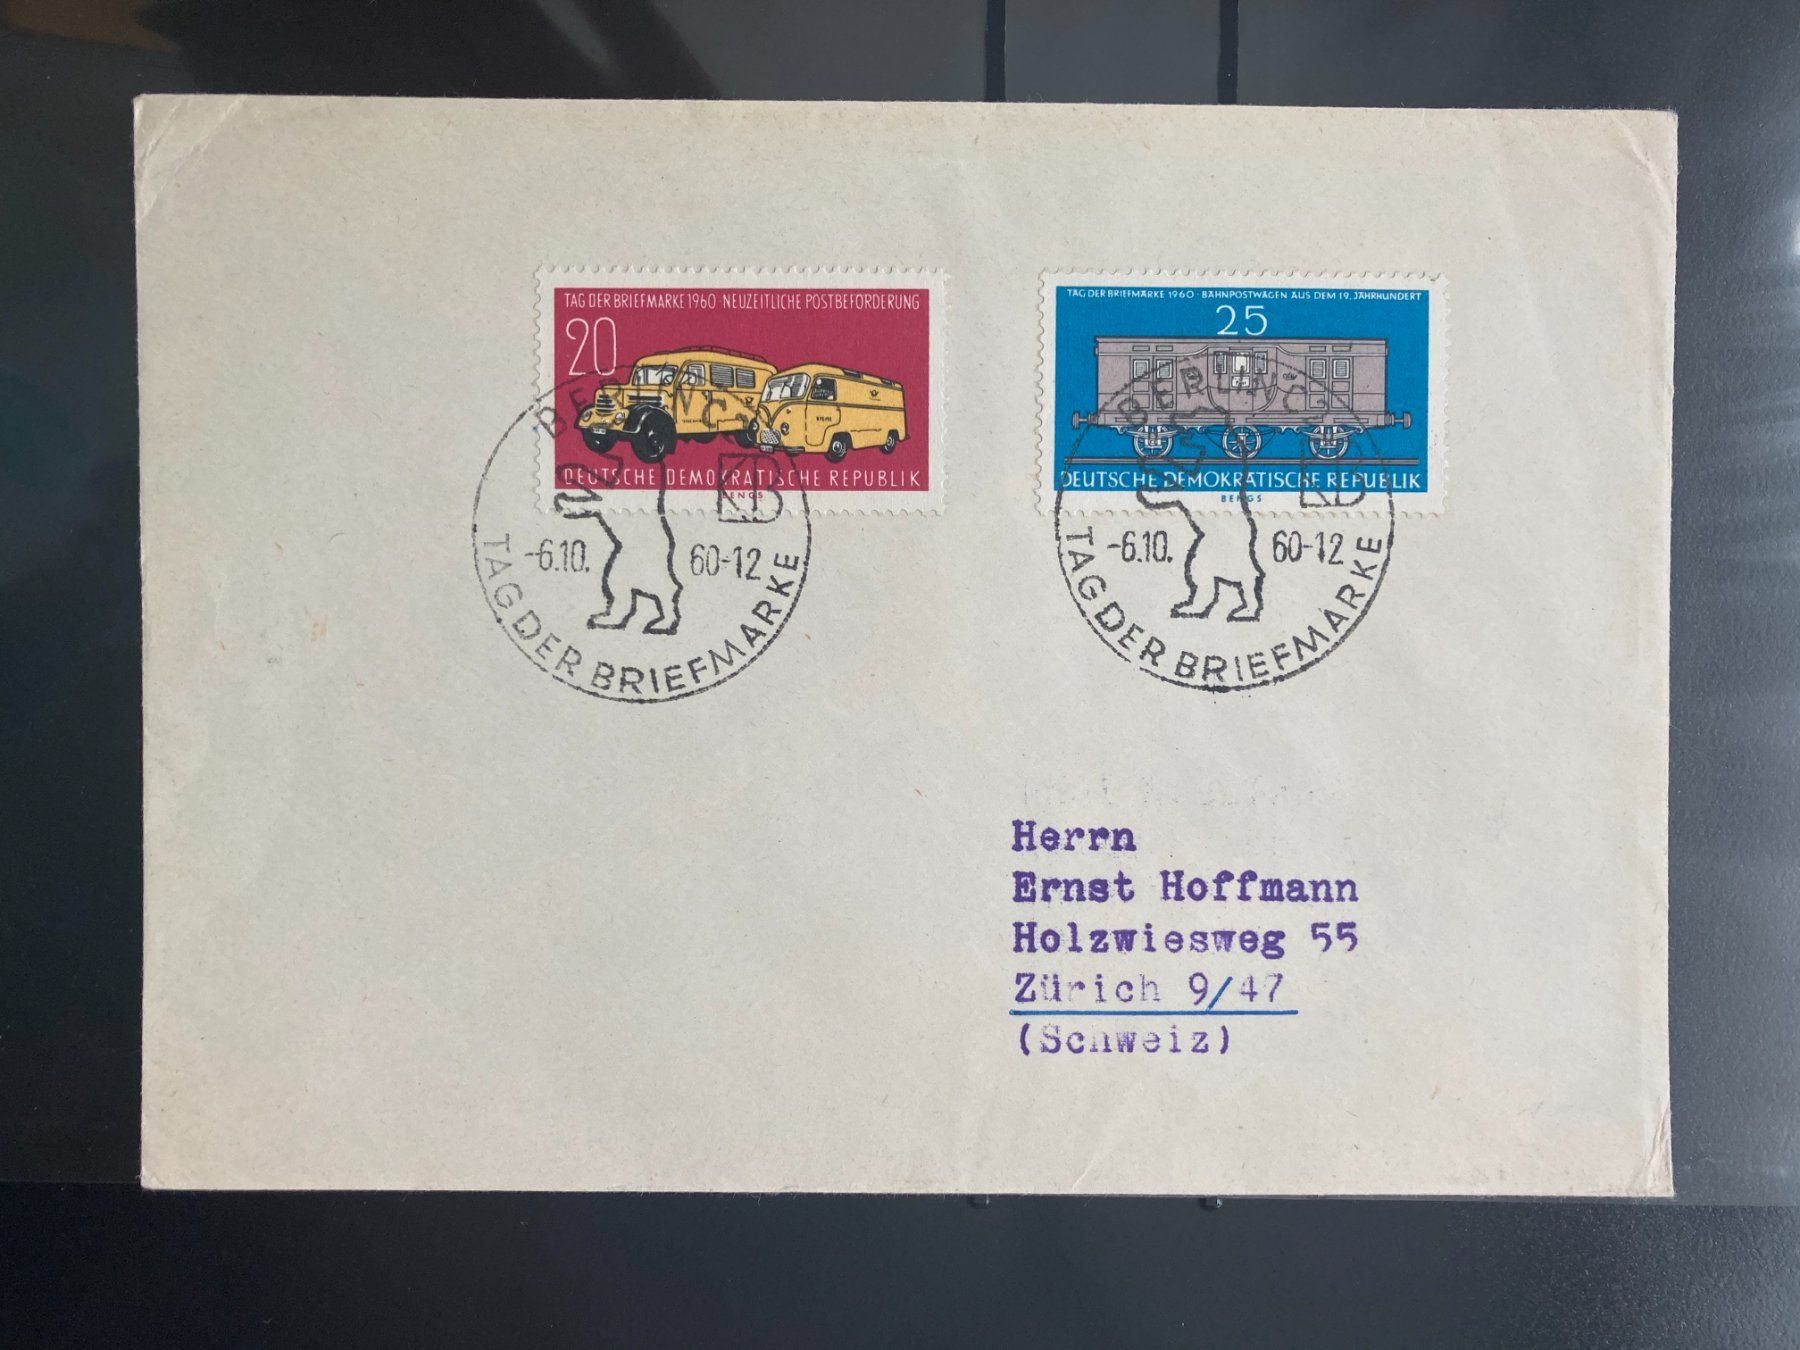 TAG DER BRIEFMARKE 1960 · NEUZEITLICHE POSTBEFÖRDERUNG
20
DEUTSCHE DEMOKRATISCHE REPUBLIK
BENGS
TAG DER BRIEFMARKE 1960 · BAHNPOSTWAGEN AUS DEM 19. JAHRHUNDERT
25
DEUTSCHE DEMOKRATISCHE REPUBLIK
BENGS
BERLIN C
-6.10. 60-12
TAG DER BRIEFMARKE
BERLIN C
-6.10. 60-12
TAG DER BRIEFMARKE
Herrn
Ernst Hoffmann
Holzwiesweg 55
Zürich 9/47
(Schweiz)